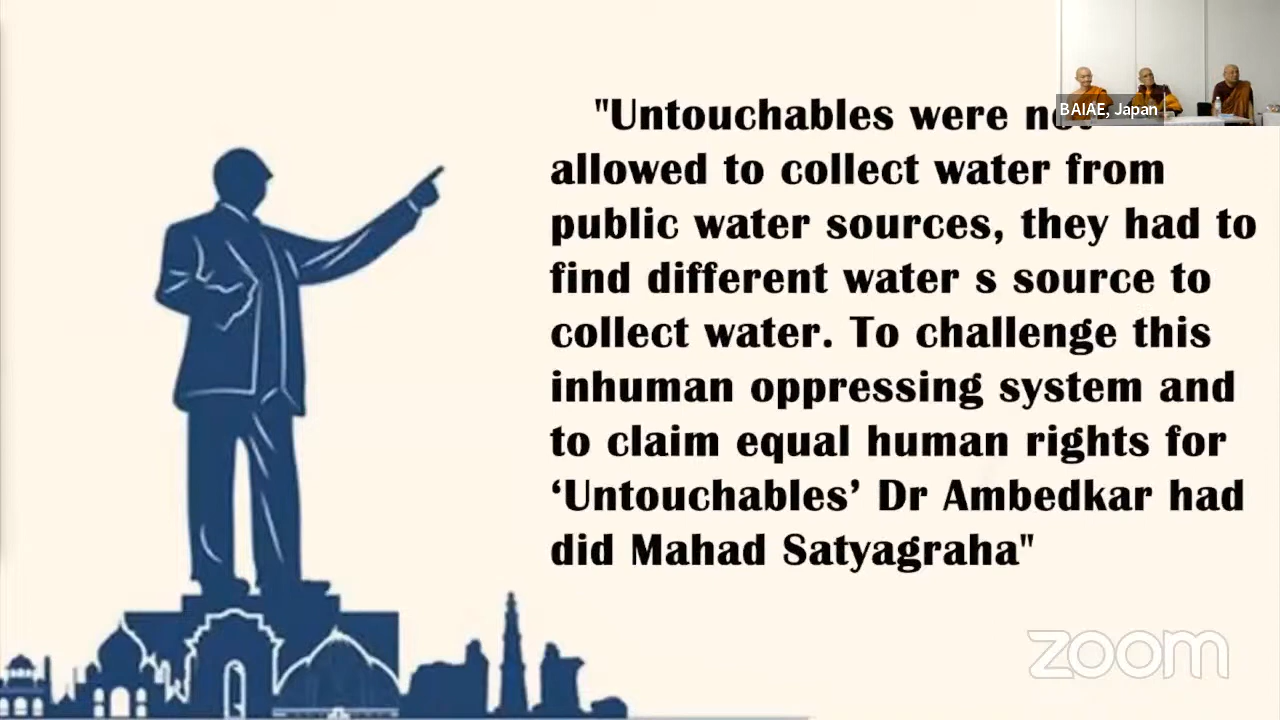 "Untouchables were not
allowed to collect water from
public water sources, they had to
find different water s source to
collect water. To challenge this
inhuman oppressing system and
to claim equal human rights for
‘Untouchables’ Dr Ambedkar had
did Mahad Satyagraha"
BAIAE, Japan
zoom